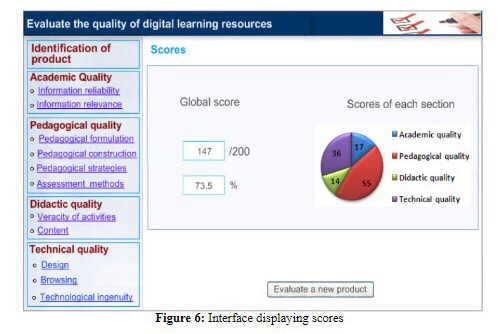 Evaluate the quality of digital learning resources
Identification of
product
Academic Quality
Information reliability
Information relevance
Pedagogical quality
Pedagogical formulation
Pedagogical construction
Pedagogical strategies
Assessment methods
Didactic quality
Veracity of activities
Content
Technical quality
Design
Browsing
Technological ingenuity
Scores
Global score
147 /200
73.5 %
Scores of each section
17
55
14
36
Academic quality
Pedagogical quality
Didactic quality
Technical quality
Evaluate a new product
Figure 6: Interface displaying scores